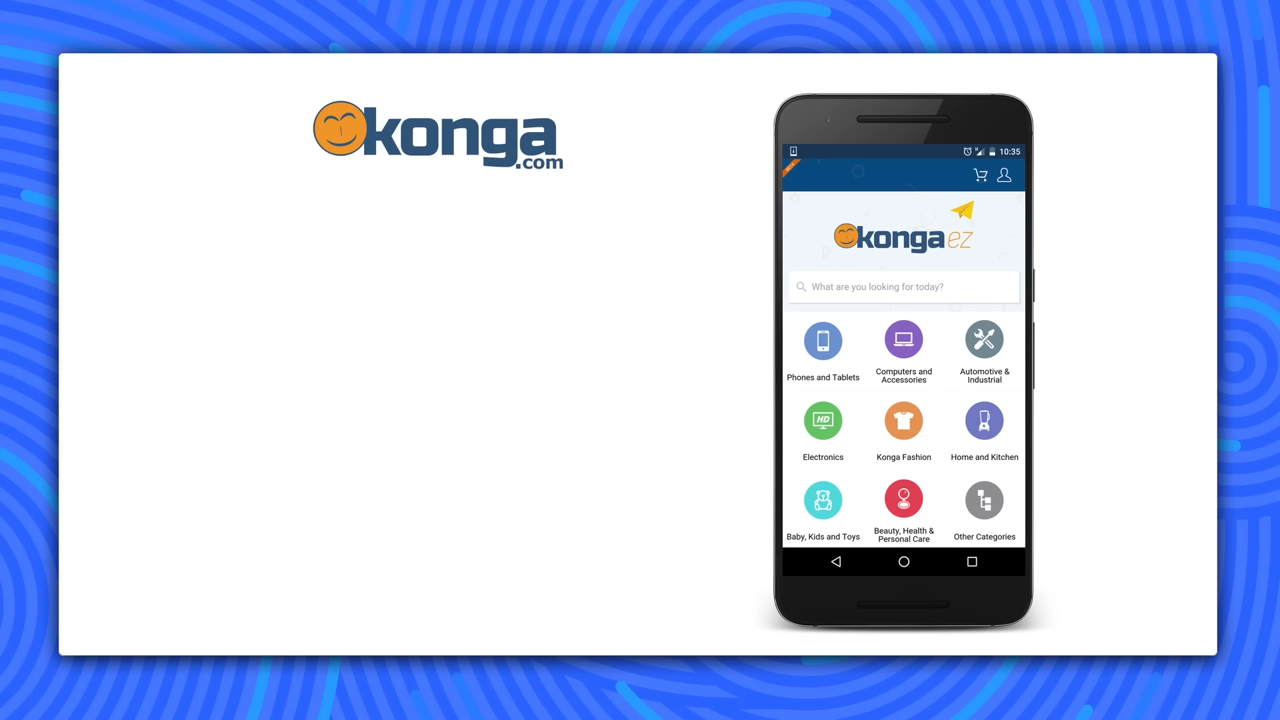 konga
.com
10:35
konga ez
What are you looking for today?
Phones and Tablets
Computers and
Accessories
Automotive &
Industrial
HD
Electronics
Konga Fashion
Home and Kitchen
Baby, Kids and Toys
Beauty, Health &
Personal Care
Other Categories